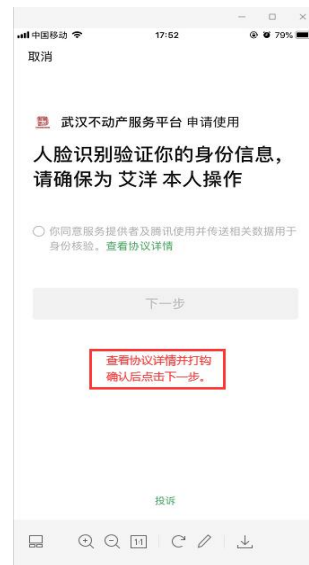 中国移动 17:52 79%
取消
武汉不动产服务平台 申请使用
人脸识别验证你的身份信息，
请确保为 艾洋 本人操作
你同意服务提供者及腾讯使用并传送相关数据用于
身份核验。查看协议详情
下一步
查看协议详情并打钩
确认后点击下一步。
投诉
1:1